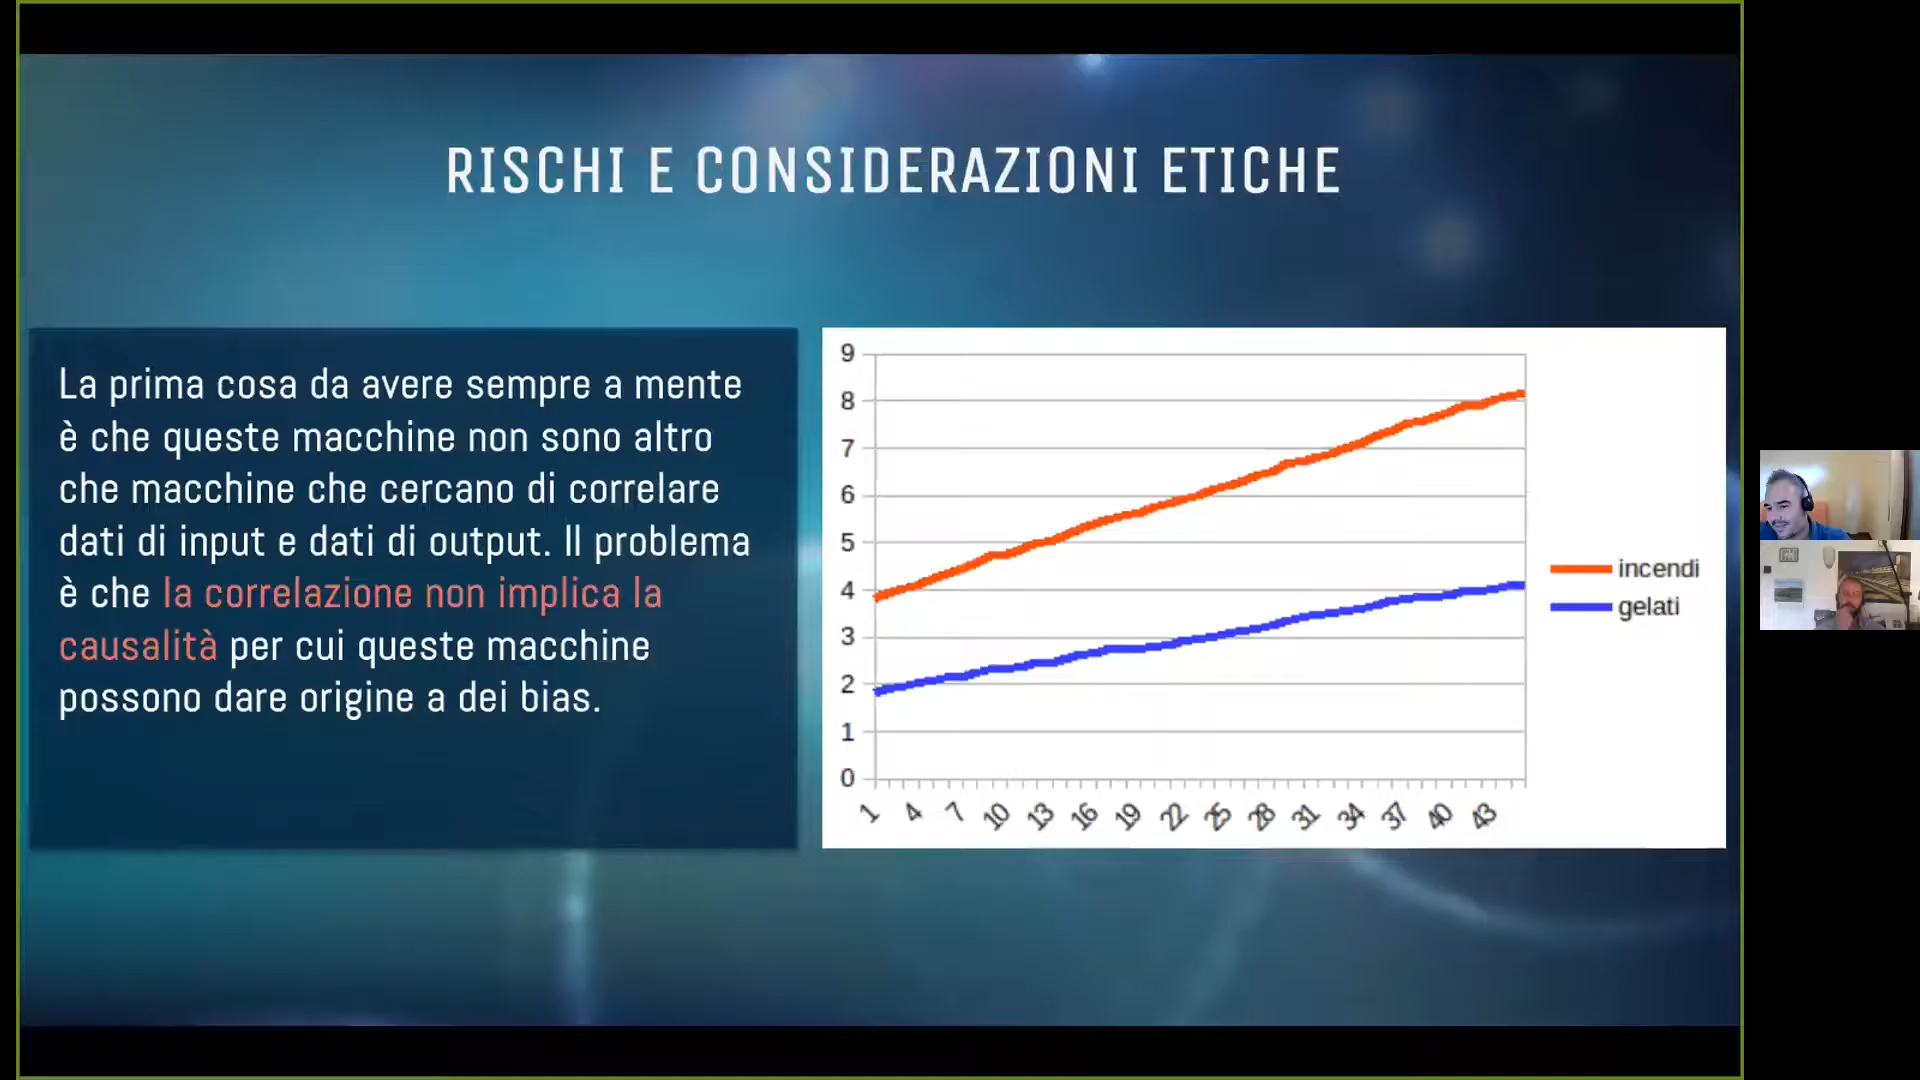 RISCHI E CONSIDERAZIONI ETICHE
La prima cosa da avere sempre a mente
è che queste macchine non sono altro
che macchine che cercano di correlare
dati di input e dati di output. Il problema
è che la correlazione non implica la
causalità per cui queste macchine
possono dare origine a dei bias.
9
8
7
6
5
4
3
2
1
0
1 4 7 10 13 16 19 22 25 28 31 34 37 40 43
incendi
gelati